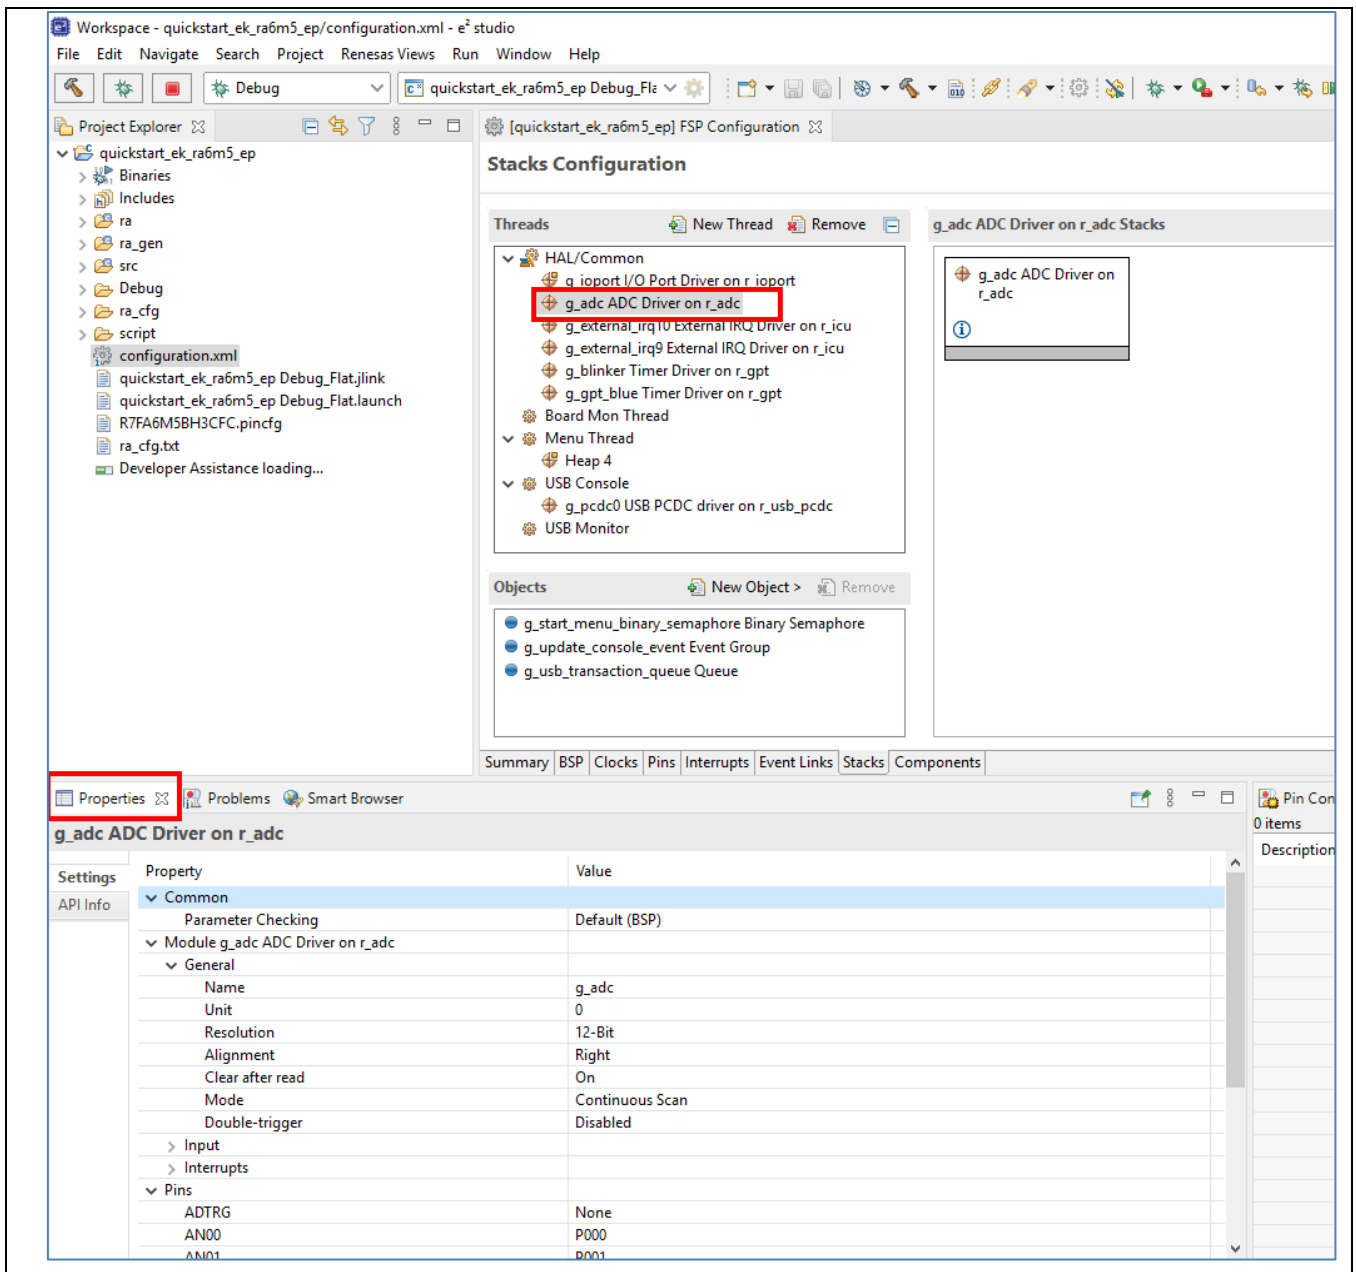 Workspace - quickstart_ek_ra6m5_ep/configuration.xml - e² studio
File Edit Navigate Search Project Renesas Views Run Window Help
Debug
quickstart_ek_ra6m5_ep Debug_Fla
Project Explorer
quickstart_ek_ra6m5_ep
Binaries
Includes
ra
ra_gen
src
Debug
ra_cfg
script
configuration.xml
quickstart_ek_ra6m5_ep Debug_Flat.jlink
quickstart_ek_ra6m5_ep Debug_Flat.launch
R7FA6M5BH3CFC.pincfg
ra_cfg.txt
Developer Assistance loading...
[quickstart_ek_ra6m5_ep] FSP Configuration
Stacks Configuration
Threads New Thread Remove
HAL/Common
g_ioport I/O Port Driver on r_ioport
g_adc ADC Driver on r_adc
g_external_irq10 External IRQ Driver on r_icu
g_external_irq9 External IRQ Driver on r_icu
g_blinker Timer Driver on r_gpt
g_gpt_blue Timer Driver on r_gpt
Board Mon Thread
Menu Thread
Heap 4
USB Console
g_pcdc0 USB PCDC driver on r_usb_pcdc
USB Monitor
g_adc ADC Driver on r_adc Stacks
g_adc ADC Driver on
r_adc
Objects New Object > Remove
g_start_menu_binary_semaphore Binary Semaphore
g_update_console_event Event Group
g_usb_transaction_queue Queue
Summary BSP Clocks Pins Interrupts Event Links Stacks Components
Properties Problems Smart Browser
g_adc ADC Driver on r_adc
Settings
API Info
Property Value
Common
Parameter Checking Default (BSP)
Module g_adc ADC Driver on r_adc
General
Name g_adc
Unit 0
Resolution 12-Bit
Alignment Right
Clear after read On
Mode Continuous Scan
Double-trigger Disabled
Input
Interrupts
Pins
ADTRG None
AN00 P000
AN01 P001
Pin Con
0 items
Description